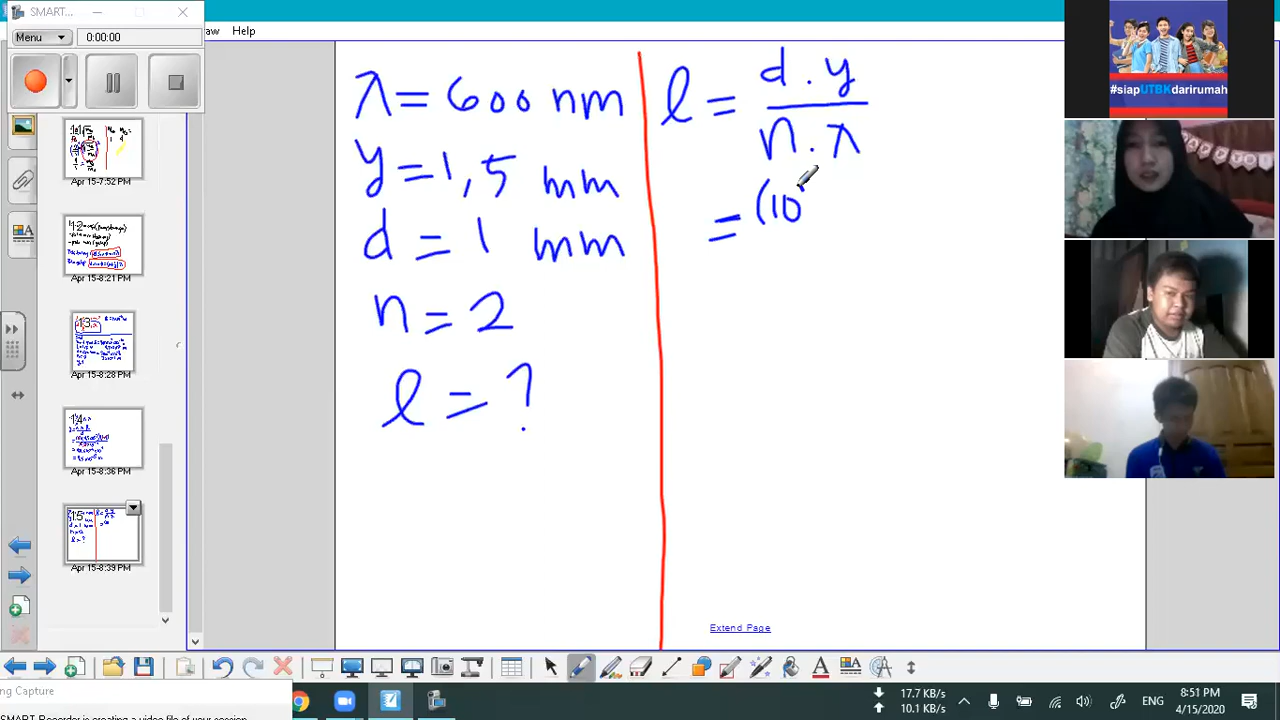 SMART...
Menu
0:00:00
aw
Help
λ = 600 nm
y = 1,5 mm
d = 1 mm
n = 2
l = ?
l = d . y
n . λ
= (10
Extend Page
#siapUTBKdarirumah
Apr 15-7:52 PM
Apr 15-8:21 PM
Apr 15-8:28 PM
Apr 15-8:36 PM
Apr 15-8:39 PM
ng Capture
SMART Recorder is creating a video file of your session
17.7 KB/s
10.1 KB/s
ENG
8:51 PM
4/15/2020